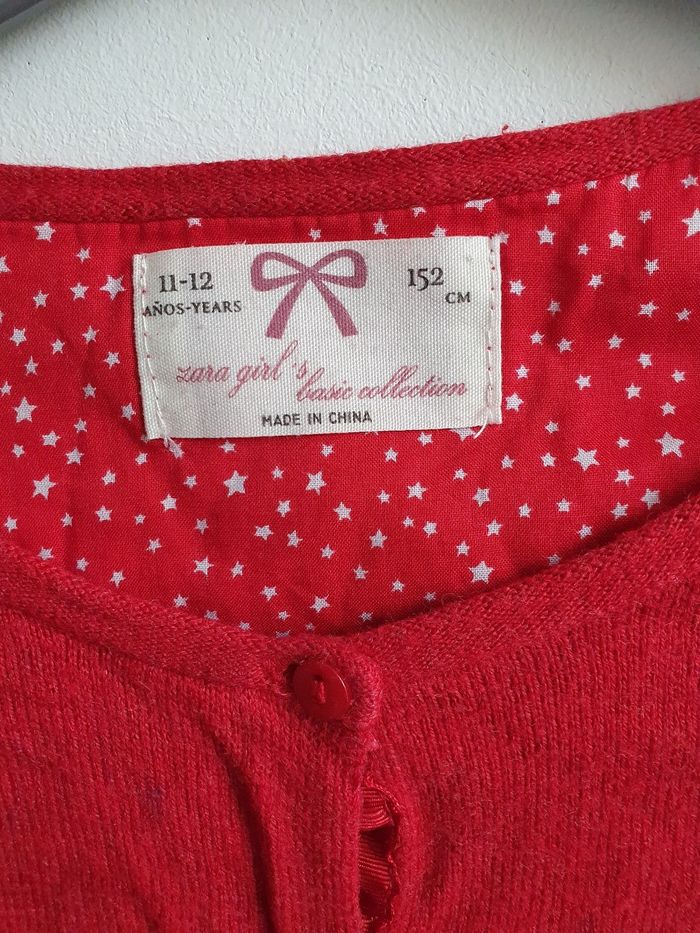 11-12
AÑOS-YEARS
152
CM
zara girl's
basic collection
MADE IN CHINA